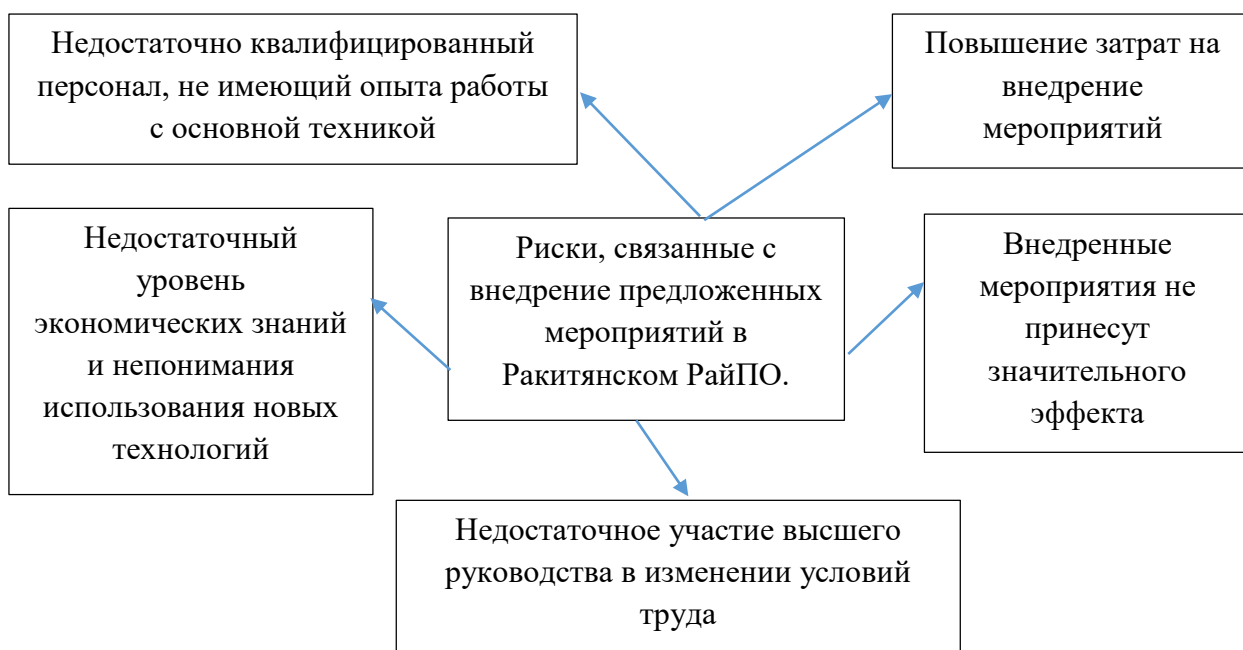 Недостаточно квалифицированный
персонал, не имеющий опыта работы
с основной техникой
Повышение затрат на
внедрение
мероприятий
Недостаточный
уровень
экономических знаний
и непонимания
использования новых
технологий
Риски, связанные с
внедрение предложенных
мероприятий в
Ракитянском РайПО.
Внедренные
мероприятия не
принесут
значительного
эффекта
Недостаточное участие высшего
руководства в изменении условий
труда